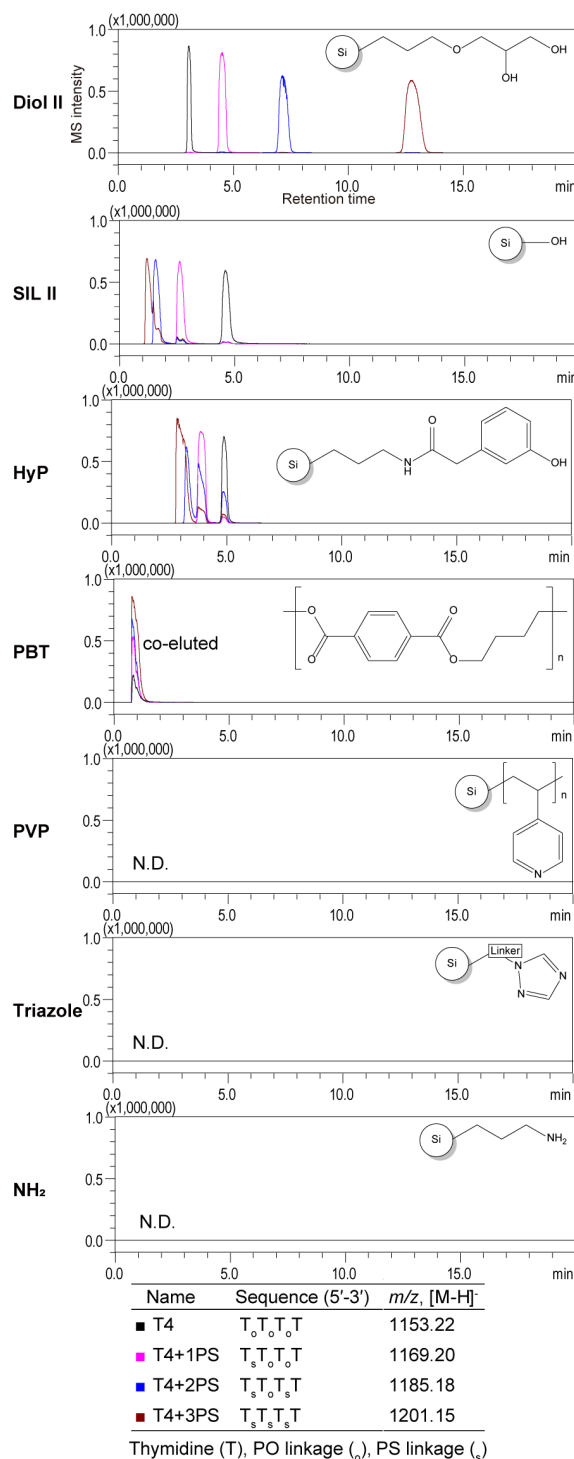 (x1,000,000)
1.0
Diol II
MS intensity
0.5
0.0
Si
O
OH
OH
0.0 5.0 10.0 15.0 min
Retention time
(x1,000,000)
1.0
SIL II
0.5
0.0
Si
OH
0.0 5.0 10.0 15.0 min
(x1,000,000)
1.0
HyP
0.5
0.0
Si
N
H
O
OH
0.0 5.0 10.0 15.0 min
(x1,000,000)
1.0
PBT
0.5
0.0
co-eluted
O
O
O
O
n
0.0 5.0 10.0 15.0 min
(x1,000,000)
1.0
PVP
0.5
0.0
N.D.
Si
n
N
0.0 5.0 10.0 15.0 min
(x1,000,000)
1.0
Triazole
0.5
0.0
N.D.
Si
Linker
N
N
N
0.0 5.0 10.0 15.0 min
(x1,000,000)
1.0
NH₂
0.5
0.0
N.D.
Si
NH₂
0.0 5.0 10.0 15.0 min
Name Sequence (5′-3′) m/z, [M-H]⁻
T4 TₒTₒTₒT 1153.22
T4+1PS TₛTₒTₒT 1169.20
T4+2PS TₛTₒTₛT 1185.18
T4+3PS TₛTₛTₛT 1201.15
Thymidine (T), PO linkage (ₒ), PS linkage (ₛ)